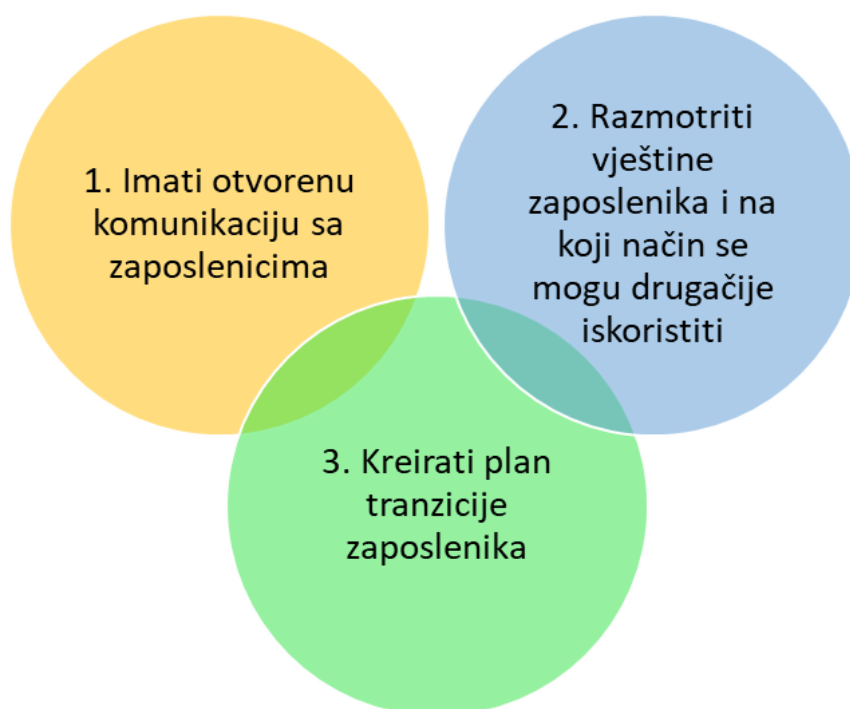 1. Imati otvorenu
komunikaciju sa
zaposlenicima
2. Razmotriti
vještine
zaposlenika i na
koji način se
mogu drugačije
iskoristiti
3. Kreirati plan
tranzicije
zaposlenika